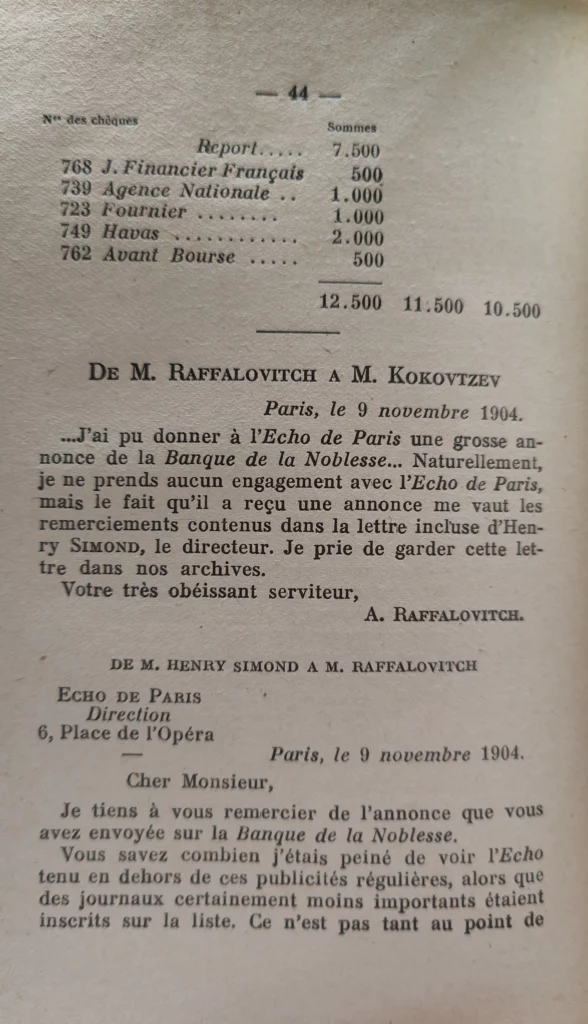 — 44 —
Nos des chèques
Sommes
Report..... 7.500
768 J. Financier Français 500
739 Agence Nationale .. 1.000
723 Fournier ........ 1.000
749 Havas ............ 2.000
762 Avant Bourse ..... 500
12.500 11.500 10.500
DE M. RAFFALOVITCH A M. KOKOVTZEV
Paris, le 9 novembre 1904.
...J'ai pu donner à l'Echo de Paris une grosse an-
nonce de la Banque de la Noblesse... Naturellement,
je ne prends aucun engagement avec l'Echo de Paris,
mais le fait qu'il a reçu une annonce me vaut les
remerciements contenus dans la lettre incluse d'Hen-
ry SIMOND, le directeur. Je prie de garder cette let-
tre dans nos archives.
Votre très obéissant serviteur,
A. RAFFALOVITCH.
DE M. HENRY SIMOND A M. RAFFALOVITCH
ECHO DE PARIS
Direction
6, Place de l'Opéra
—
Paris, le 9 novembre 1904.
Cher Monsieur,
Je tiens à vous remercier de l'annonce que vous
avez envoyée sur la Banque de la Noblesse.
Vous savez combien j'étais peiné de voir l'Echo
tenu en dehors de ces publicités régulières, alors que
des journaux certainement moins importants étaient
inscrits sur la liste. Ce n'est pas tant au point de